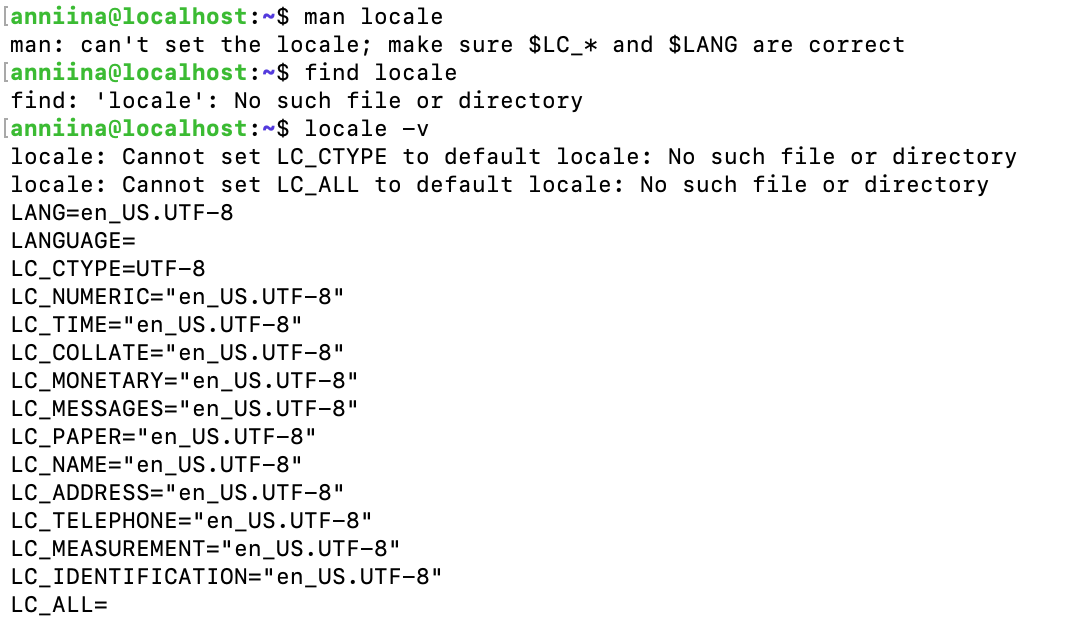 [anniina@localhost:~$ man locale
man: can't set the locale; make sure $LC_* and $LANG are correct
[anniina@localhost:~$ find locale
find: 'locale': No such file or directory
[anniina@localhost:~$ locale -v
locale: Cannot set LC_CTYPE to default locale: No such file or directory
locale: Cannot set LC_ALL to default locale: No such file or directory
LANG=en_US.UTF-8
LANGUAGE=
LC_CTYPE=UTF-8
LC_NUMERIC="en_US.UTF-8"
LC_TIME="en_US.UTF-8"
LC_COLLATE="en_US.UTF-8"
LC_MONETARY="en_US.UTF-8"
LC_MESSAGES="en_US.UTF-8"
LC_PAPER="en_US.UTF-8"
LC_NAME="en_US.UTF-8"
LC_ADDRESS="en_US.UTF-8"
LC_TELEPHONE="en_US.UTF-8"
LC_MEASUREMENT="en_US.UTF-8"
LC_IDENTIFICATION="en_US.UTF-8"
LC_ALL=